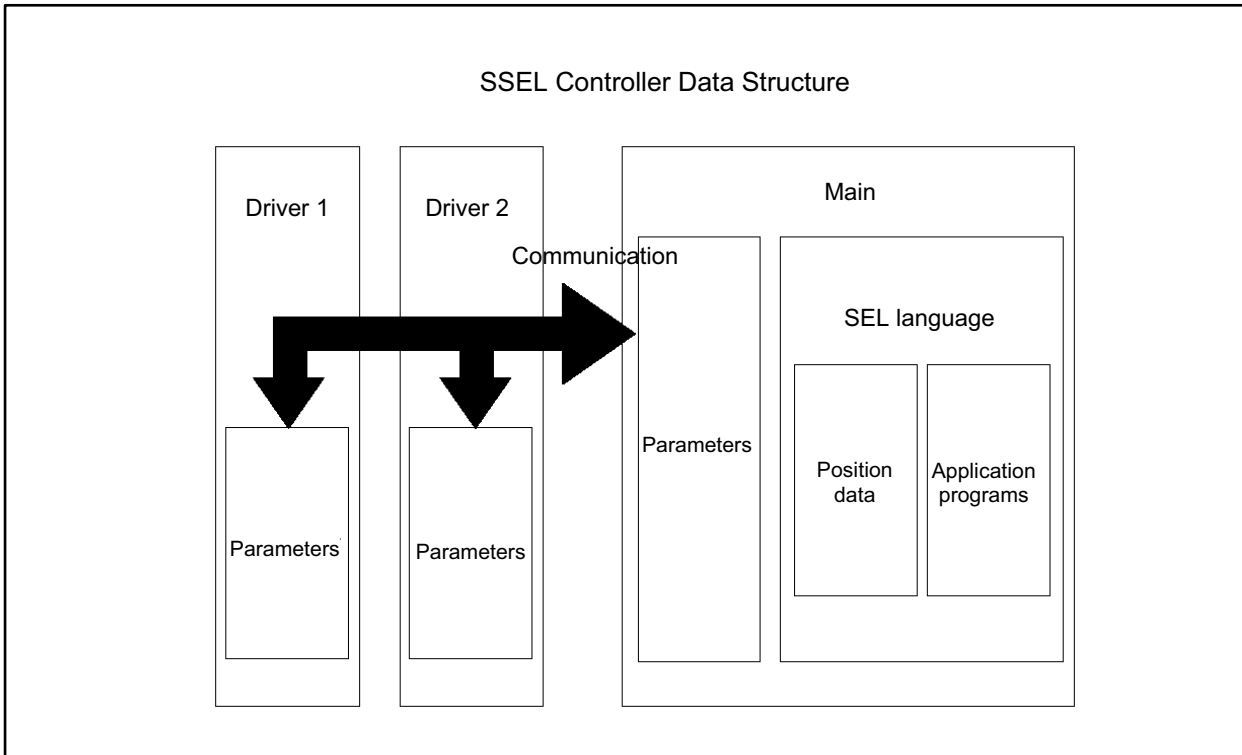 SSEL Controller Data Structure
Driver 1
Driver 2
Main
Communication
SEL language
Parameters
Position
data
Application
programs
Parameters
Parameters